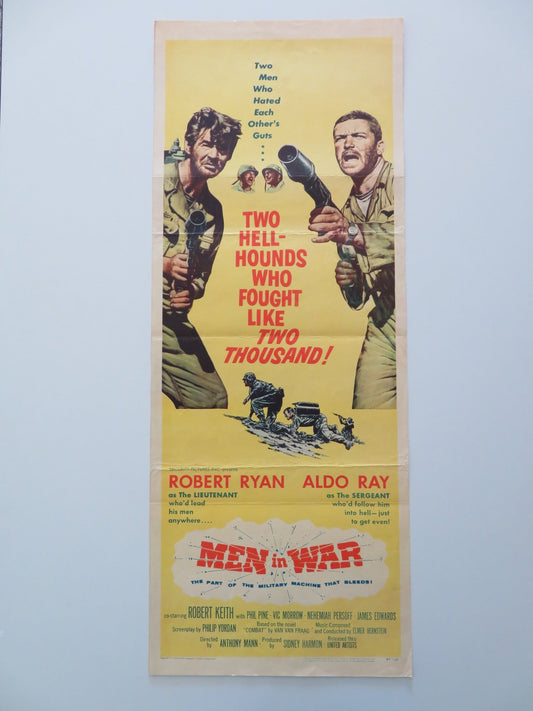 Two
Men
Who
Hated
Each
Other's
Guts . . . .
TWO
HELL-
HOUNDS
WHO
FOUGHT
LIKE
TWO
THOUSAND!
SECURITY PICTURES, INC. presents
ROBERT RYAN ALDO RAY
as The LIEUTENANT
who'd lead
his men
anywhere....
as The SERGEANT
who'd follow him
into hell—just
to get even!
MEN in WAR
THE PART OF THE MILITARY MACHINE THAT BLEEDS!
co-starring ROBERT KEITH with PHIL PINE · VIC MORROW · NEHEMIAH PERSOFF · JAMES EDWARDS
Screenplay by PHILIP YORDAN Based on the novel "COMBAT" by VAN VAN PRAAG Music Composed and Conducted by ELMER BERNSTEIN
Directed by ANTHONY MANN Produced by SIDNEY HARMON Released thru UNITED ARTISTS